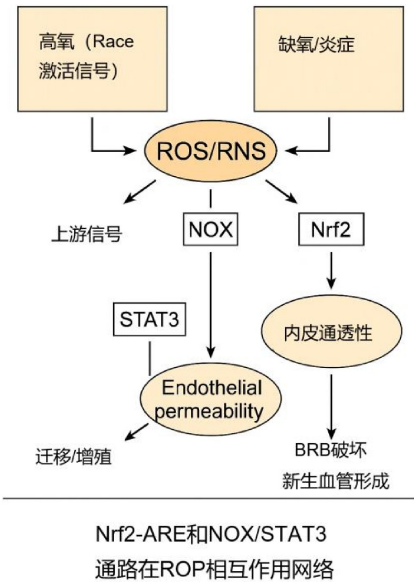 高氧（Race
激活信号）
缺氧/炎症
ROS/RNS
上游信号
NOX
Nrf2
STAT3
内皮通透性
Endothelial
permeability
迁移/增殖
BRB破坏
新生血管形成
Nrf2-ARE和NOX/STAT3
通路在ROP相互作用网络